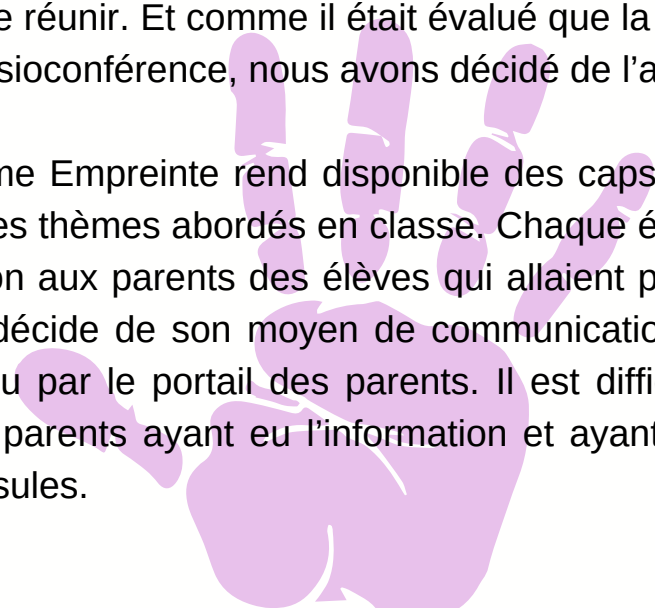 e réunir. Et comme il était évalué que la
sioconférence, nous avons décidé de l’a
me Empreinte rend disponible des caps
es thèmes abordés en classe. Chaque é
on aux parents des élèves qui allaient p
décide de son moyen de communicatio
u par le portail des parents. Il est diffi
parents ayant eu l’information et ayant
sules.